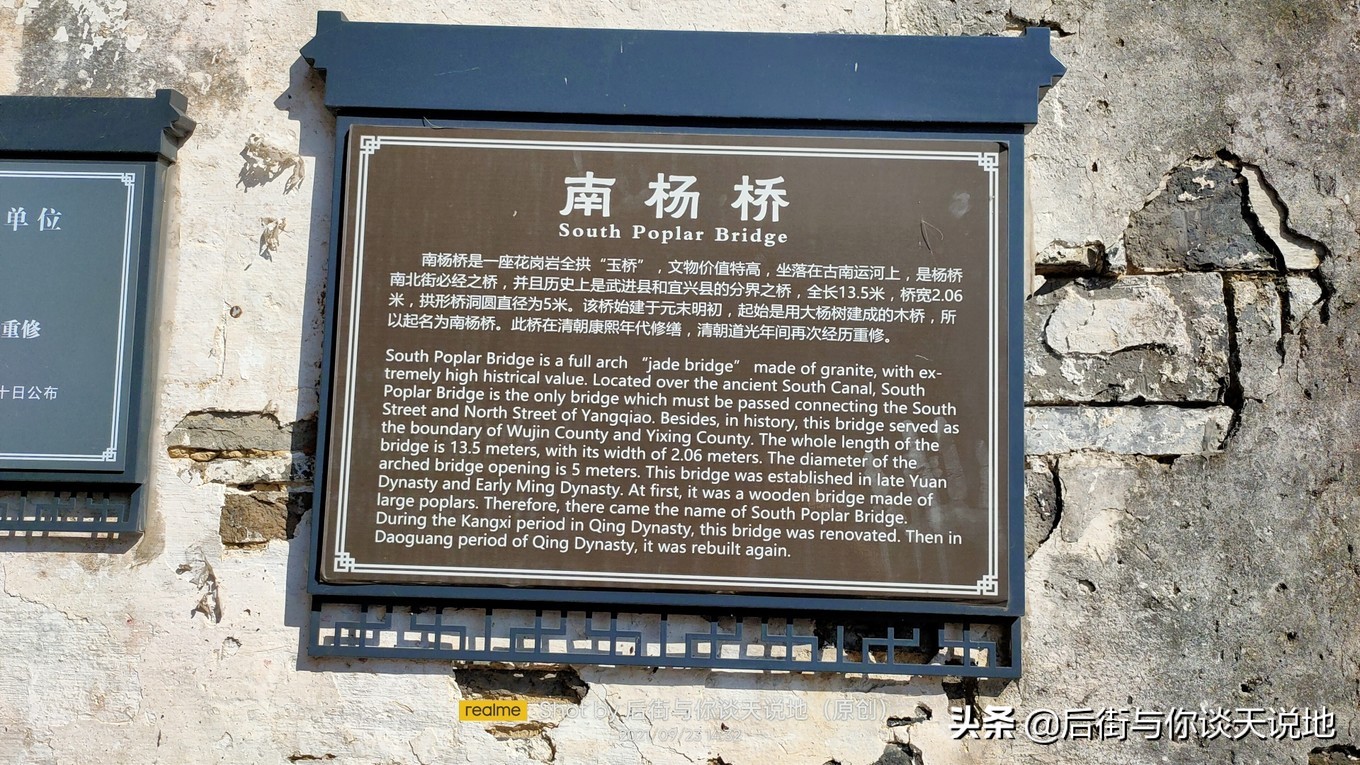 单位
重修
十日公布
南杨桥
South Poplar Bridge
南杨桥是一座花岗岩全拱“玉桥”，文物价值特高，坐落在古南运河上，是杨桥
南北街必经之桥，并且历史上是武进县和宜兴县的分界之桥，全长13.5米，桥宽2.06
米，拱形桥洞圆直径为5米。该桥始建于元末明初，起始是用大杨树建成的木桥，所
以起名为南杨桥。此桥在清朝康熙年代修缮，清朝道光年间再次经历重修。
South Poplar Bridge is a full arch “jade bridge” made of granite, with ex-
tremely high histrical value. Located over the ancient South Canal, South
Poplar Bridge is the only bridge which must be passed connecting the South
Street and North Street of Yangqiao. Besides, in history, this bridge served as
the boundary of Wujin County and Yixing County. The whole length of the
bridge is 13.5 meters, with its width of 2.06 meters. The diameter of the
arched bridge opening is 5 meters. This bridge was established in late Yuan
Dynasty and Early Ming Dynasty. At first, it was a wooden bridge made of
large poplars. Therefore, there came the name of South Poplar Bridge.
During the Kangxi period in Qing Dynasty, this bridge was renovated. Then in
Daoguang period of Qing Dynasty, it was rebuilt again.
realme Shot by 后街与你谈天说地（原创）
头条 @后街与你谈天说地